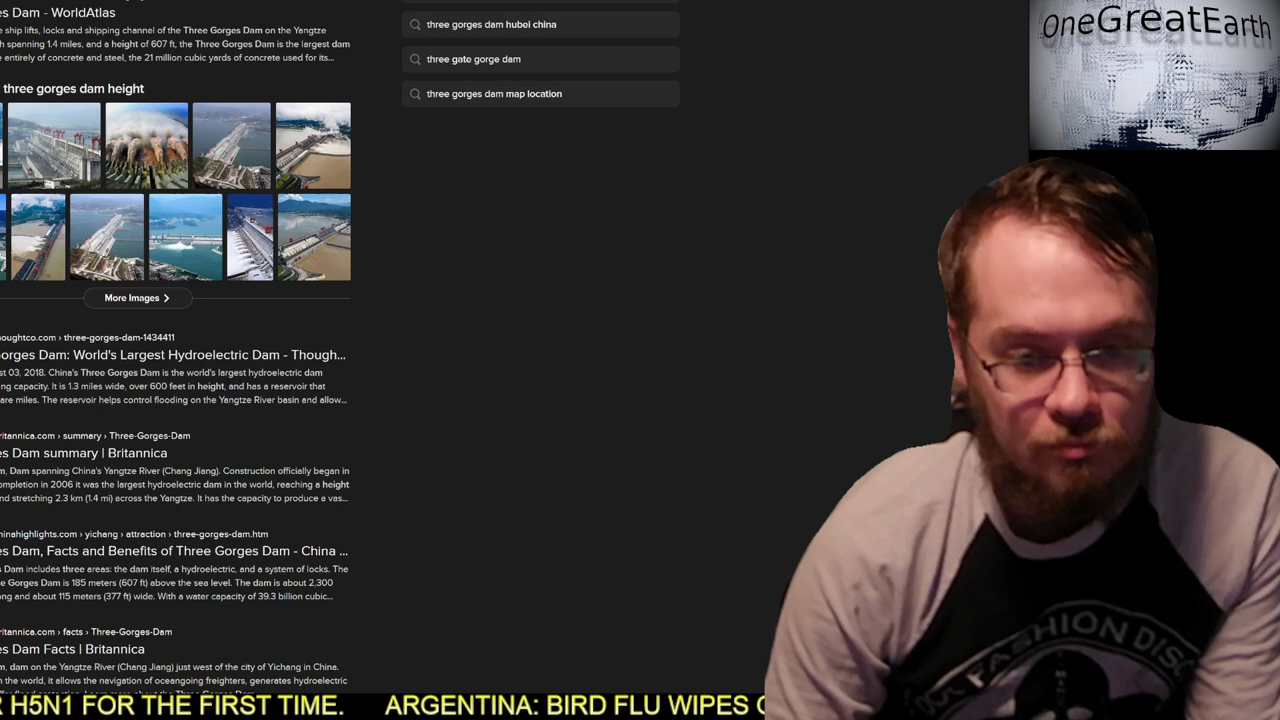 es Dam - WorldAtlas
e ship lifts, locks and shipping channel of the Three Gorges Dam on the Yangtze
h spanning 1.4 miles, and a height of 607 ft, the Three Gorges Dam is the largest dam
e entirely of concrete and steel, the 21 million cubic yards of concrete used for its...
three gorges dam height
More Images
oughtco.com › three-gorges-dam-1434411
Gorges Dam: World's Largest Hydroelectric Dam - Though...
st 03, 2018. China's Three Gorges Dam is the world's largest hydroelectric dam
ng capacity. It is 1.3 miles wide, over 600 feet in height, and has a reservoir that
are miles. The reservoir helps control flooding on the Yangtze River basin and allow...
ritannica.com › summary › Three-Gorges-Dam
es Dam summary | Britannica
m, Dam spanning China's Yangtze River (Chang Jiang). Construction officially began in
ompletion in 2006 it was the largest hydroelectric dam in the world, reaching a height
nd stretching 2.3 km (1.4 mi) across the Yangtze. It has the capacity to produce a vas...
hinahighlights.com › yichang › attraction › three-gorges-dam.htm
es Dam, Facts and Benefits of Three Gorges Dam - China ...
s Dam includes three areas: the dam itself, a hydroelectric, and a system of locks. The
e Gorges Dam is 185 meters (607 ft) above the sea level. The dam is about 2,300
ong and about 115 meters (377 ft) wide. With a water capacity of 39.3 billion cubic...
ritannica.com › facts › Three-Gorges-Dam
es Dam Facts | Britannica
m, dam on the Yangtze River (Chang Jiang) just west of the city of Yichang in China.
n the world, it allows the navigation of oceangoing freighters, generates hydroelectric
three gorges dam hubei china
three gate gorge dam
three gorges dam map location
OneGreatEarth
FASHION DISC
R H5N1 FOR THE FIRST TIME. ARGENTINA: BIRD FLU WIPES